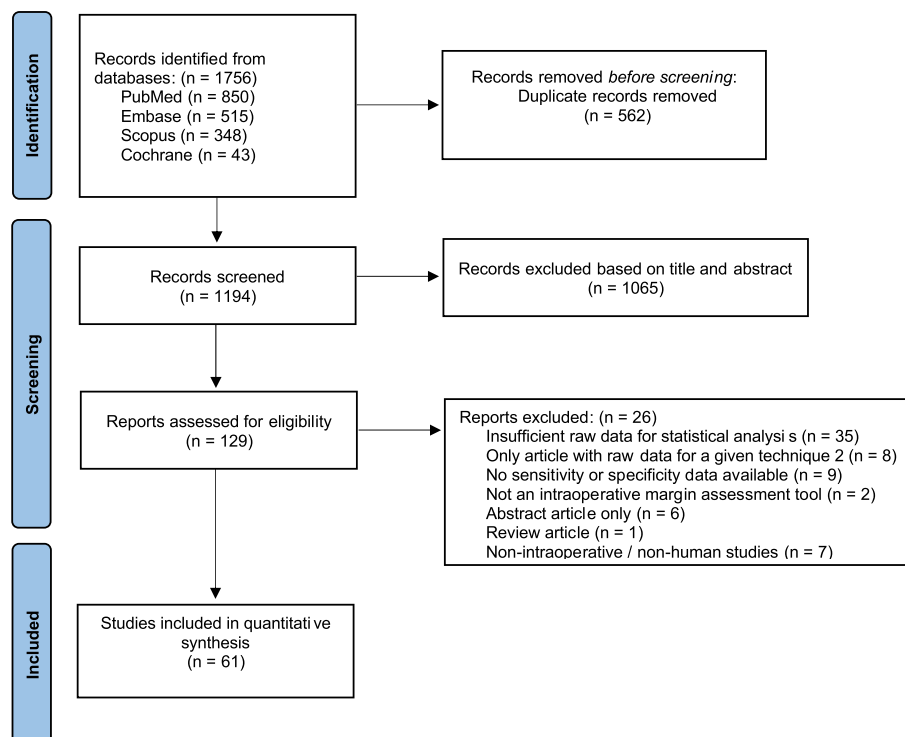 Identification
Records identified from
databases: (n = 1756)
PubMed (n = 850)
Embase (n = 515)
Scopus (n = 348)
Cochrane (n = 43)
Records removed before screening:
Duplicate records removed
(n = 562)
Screening
Records screened
(n = 1194)
Records excluded based on title and abstract
(n = 1065)
Reports assessed for eligibility
(n = 129)
Reports excluded: (n = 26)
Insufficient raw data for statistical analysis (n = 35)
Only article with raw data for a given technique 2 (n = 8)
No sensitivity or specificity data available (n = 9)
Not an intraoperative margin assessment tool (n = 2)
Abstract article only (n = 6)
Review article (n = 1)
Non-intraoperative / non-human studies (n = 7)
Included
Studies included in quantitative
synthesis
(n = 61)